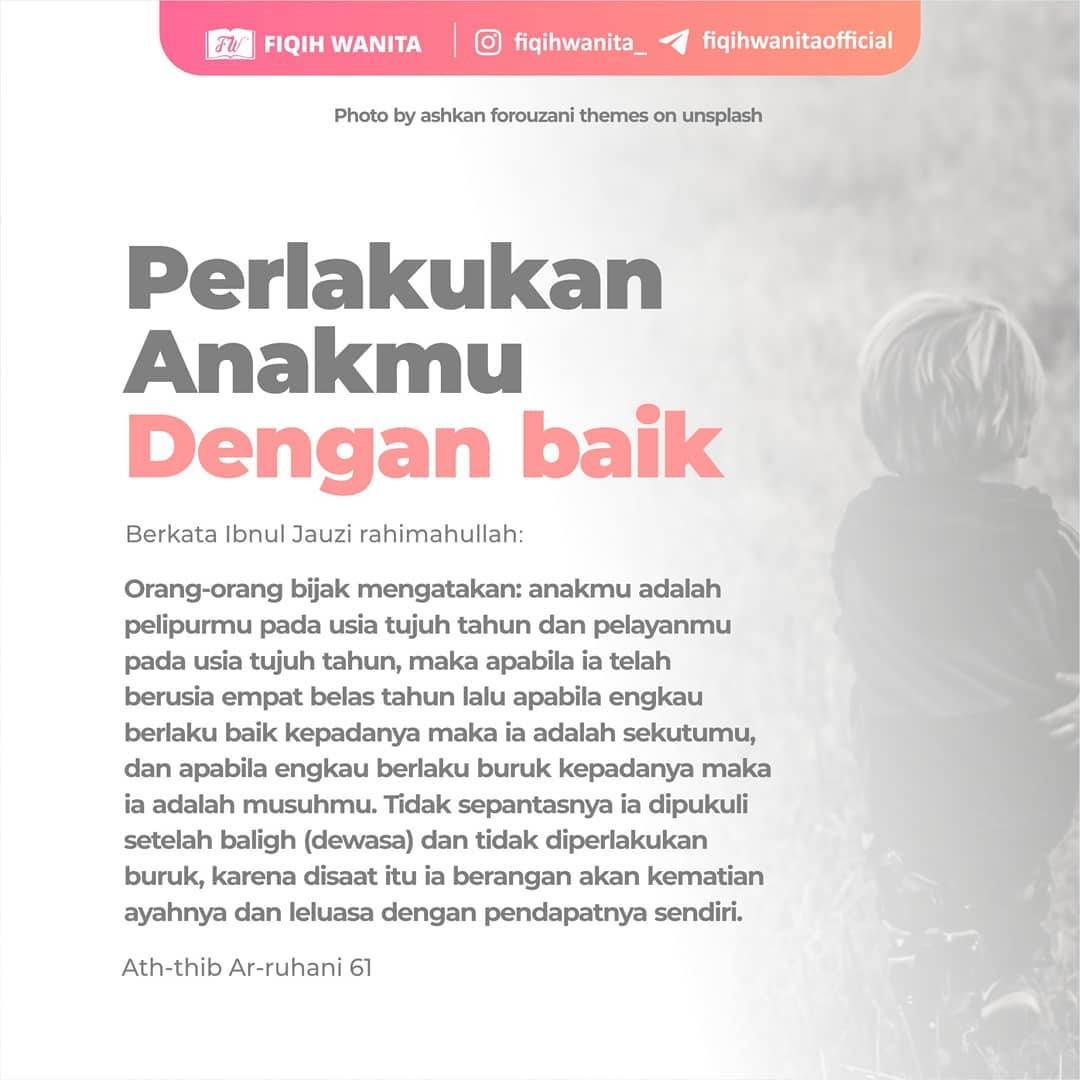 FW FIQIH WANITA fiqihwanita_ fiqihwanitaofficial
Photo by ashkan forouzani themes on unsplash
Perlakukan
Anakmu
Dengan baik
Berkata Ibnul Jauzi rahimahullah:
Orang-orang bijak mengatakan: anakmu adalah
pelipurmu pada usia tujuh tahun dan pelayanmu
pada usia tujuh tahun, maka apabila ia telah
berusia empat belas tahun lalu apabila engkau
berlaku baik kepadanya maka ia adalah sekutumu,
dan apabila engkau berlaku buruk kepadanya maka
ia adalah musuhmu. Tidak sepantasnya ia dipukuli
setelah baligh (dewasa) dan tidak diperlakukan
buruk, karena disaat itu ia berangan akan kematian
ayahnya dan leluasa dengan pendapatnya sendiri.
Ath-thib Ar-ruhani 61